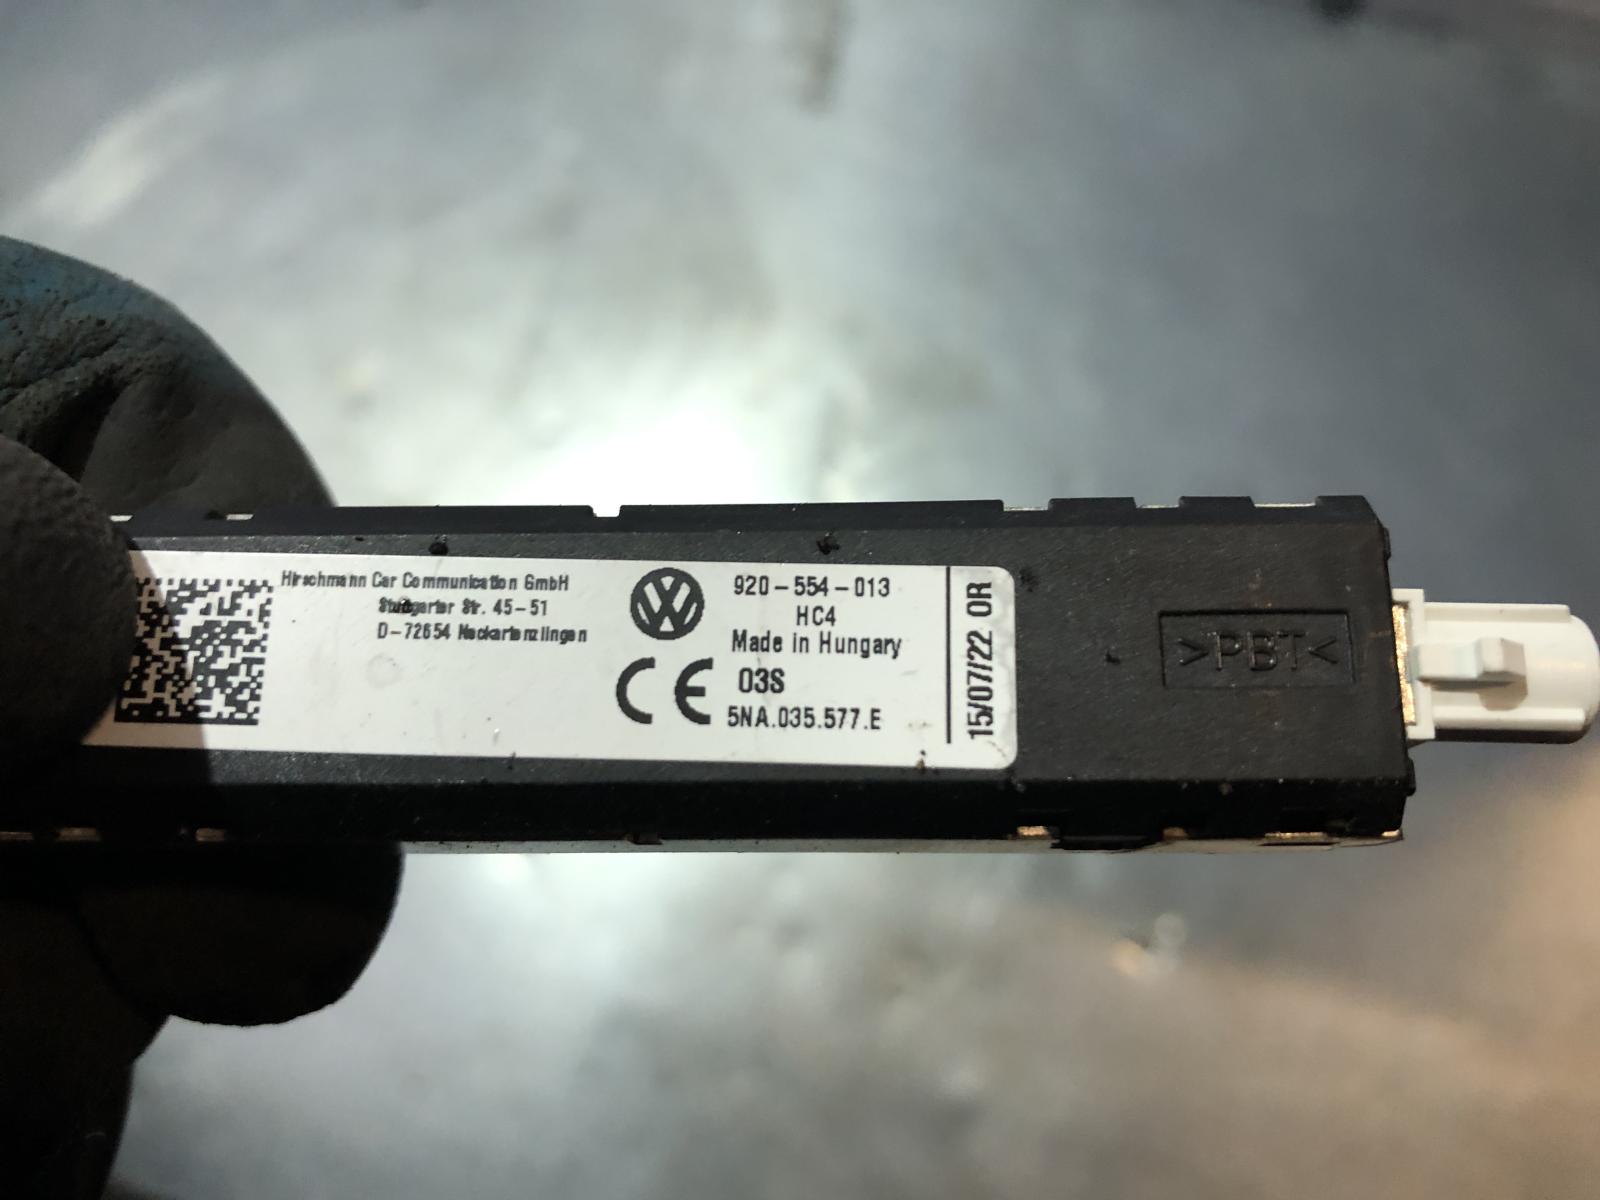 Hirschmann Car Communication GmbH
Stuttgarter Str. 45-51
D-72654 Neckartenzlingen
920-554-013
HC4
Made in Hungary
CE
03S
5NA.035.577.E
15/07/22 0R
>PBT<